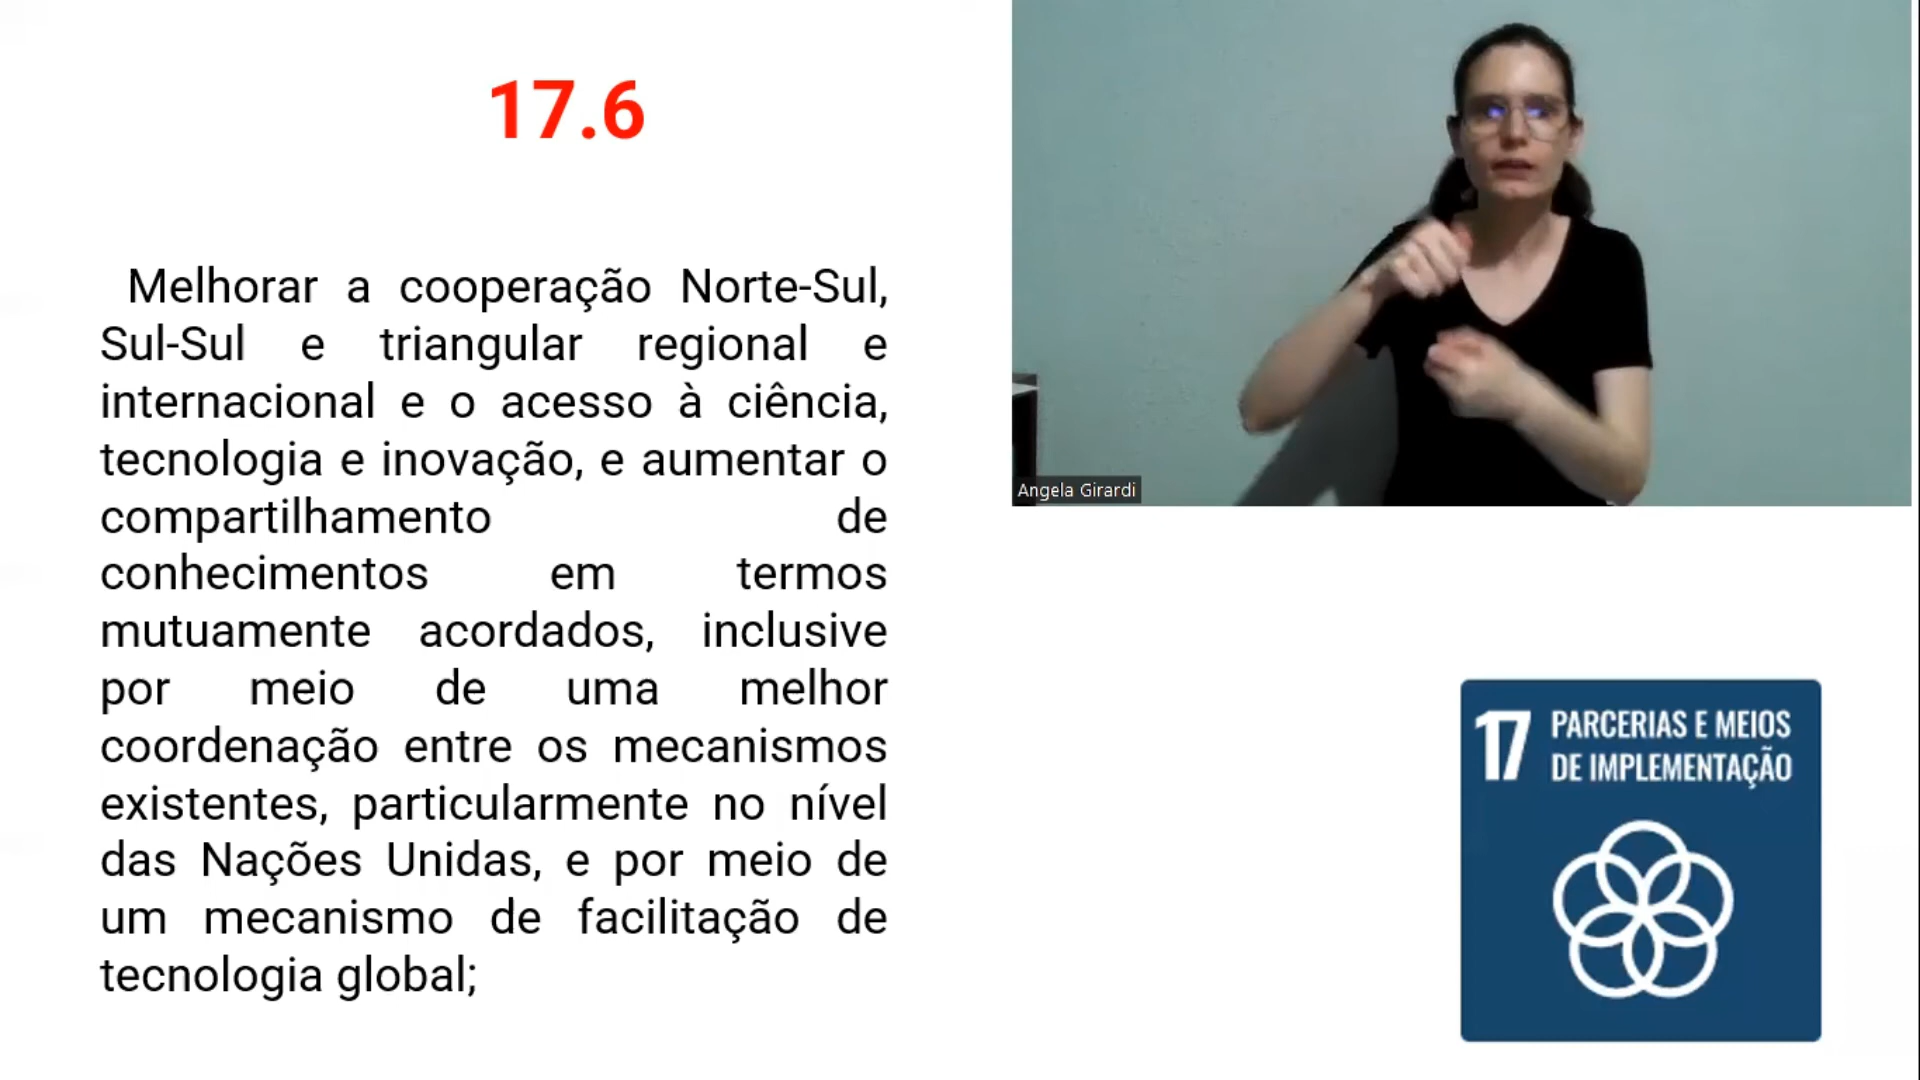 17.6
Melhorar a cooperação Norte-Sul,
Sul-Sul e triangular regional e
internacional e o acesso à ciência,
tecnologia e inovação, e aumentar o
compartilhamento de
conhecimentos em termos
mutuamente acordados, inclusive
por meio de uma melhor
coordenação entre os mecanismos
existentes, particularmente no nível
das Nações Unidas, e por meio de
um mecanismo de facilitação de
tecnologia global;
Angela Girardi
17 PARCERIAS E MEIOS
DE IMPLEMENTAÇÃO